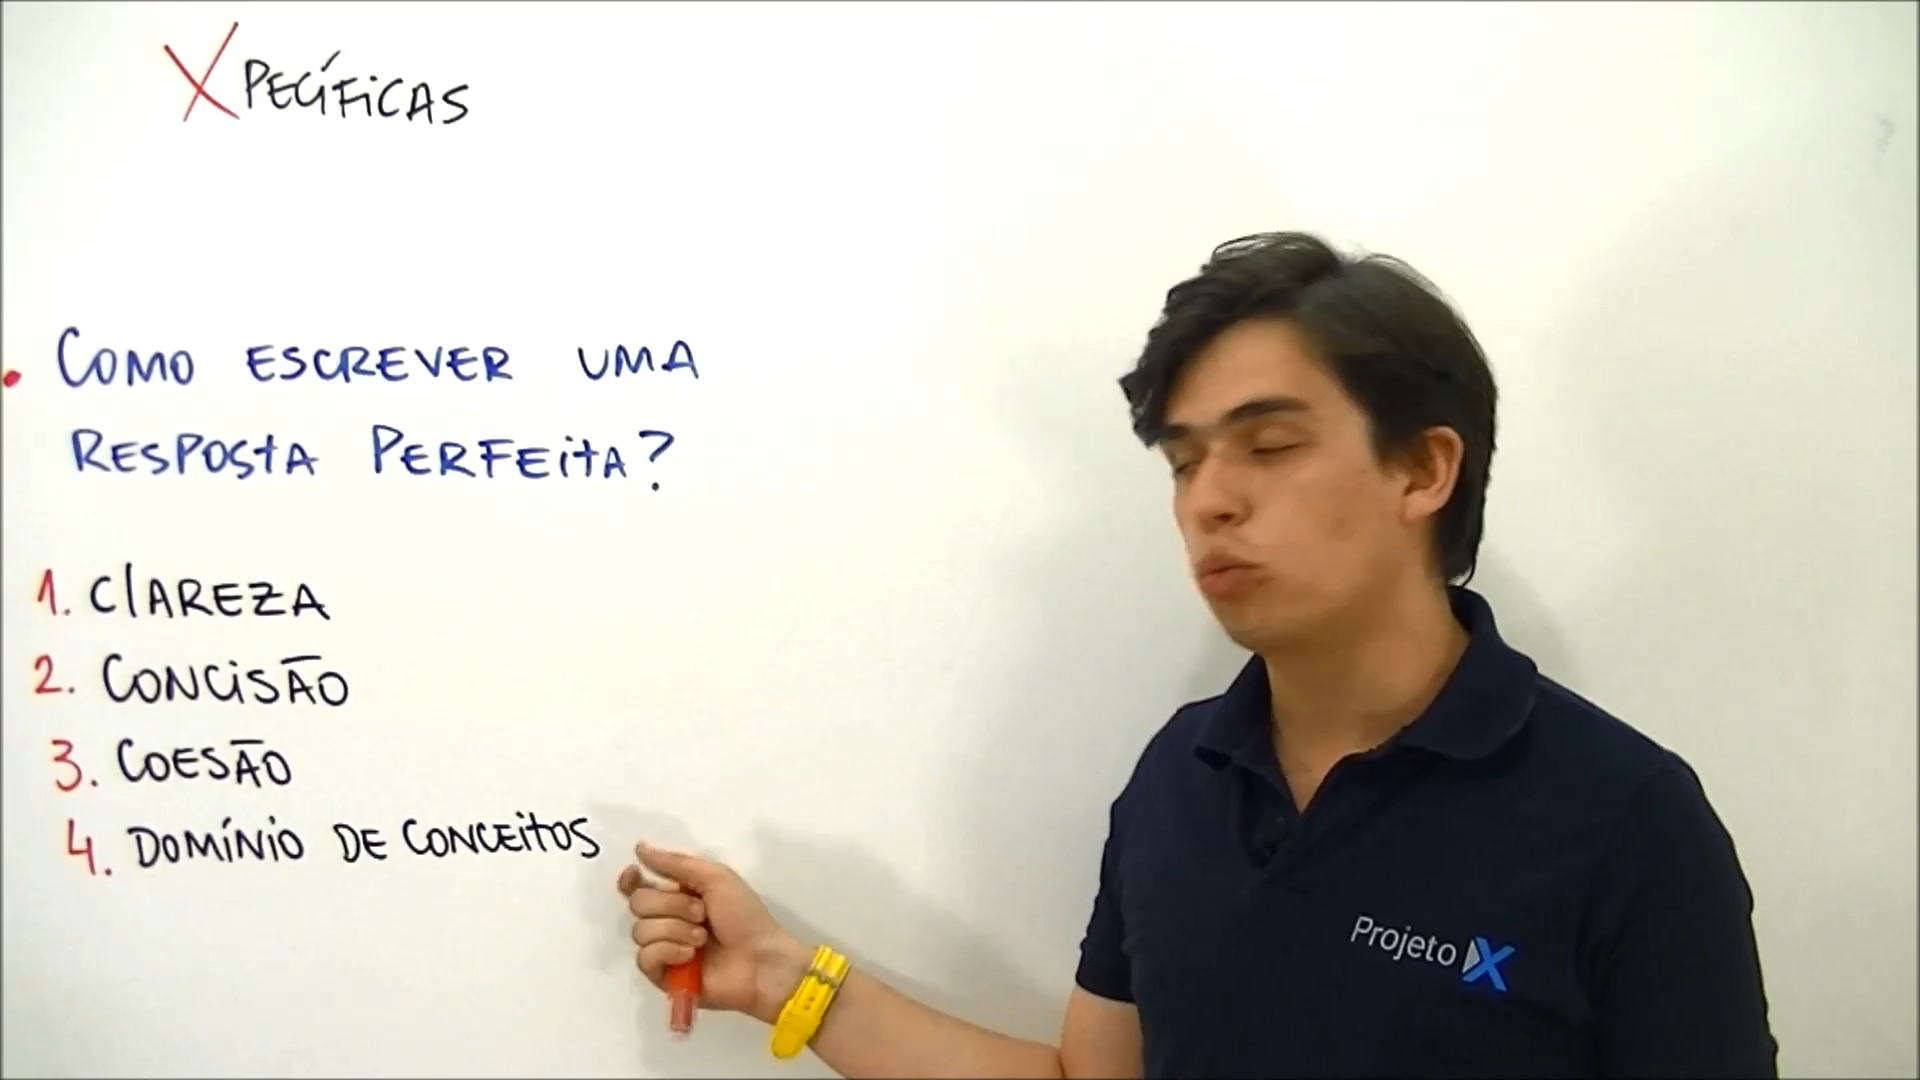 XPECÍFICAS
• COMO ESCREVER UMA
RESPOSTA PERFEITA?
1. CLAREZA
2. CONCISÃO
3. COESÃO
4. DOMÍNIO DE CONCEITOS
Projeto X